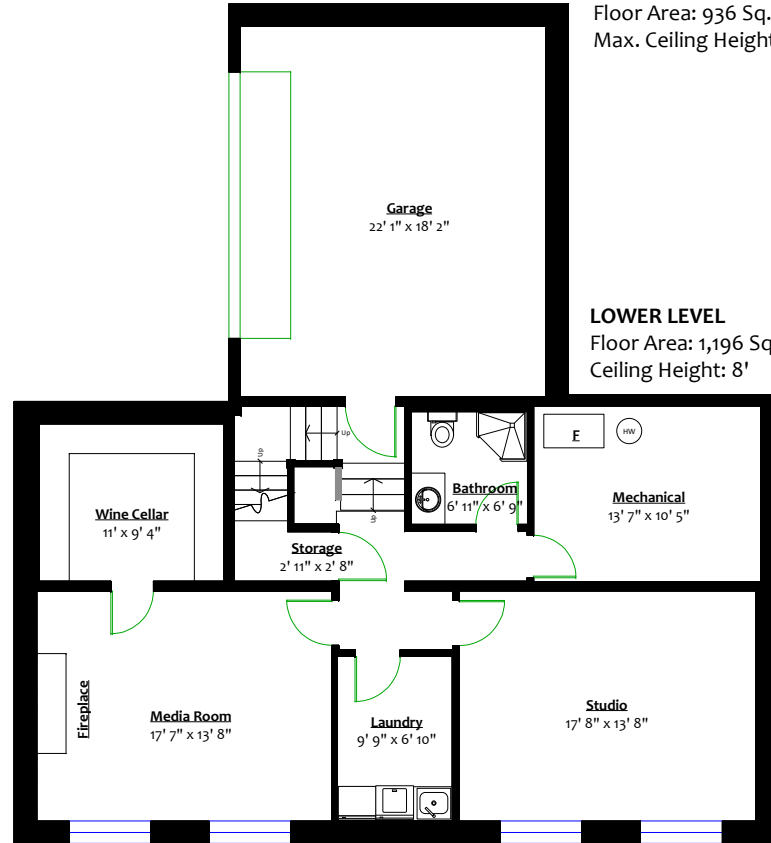 Floor Area: 936 Sq.
Max. Ceiling Height
Garage
22' 1" x 18' 2"
LOWER LEVEL
Floor Area: 1,196 Sq
Ceiling Height: 8'
Up
Up
Up
F
HW
Wine Cellar
11' x 9' 4"
Bathroom
6' 11" x 6' 9"
Mechanical
13' 7" x 10' 5"
Storage
2' 11" x 2' 8"
Fireplace
Media Room
17' 7" x 13' 8"
Laundry
9' 9" x 6' 10"
Studio
17' 8" x 13' 8"